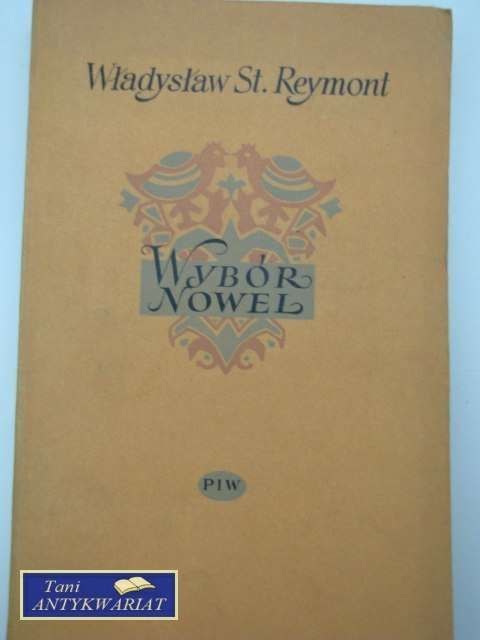 Władysław St. Reymont
WYBÓR
NOWEL
PIW
Tani
ANTYKWARIAT